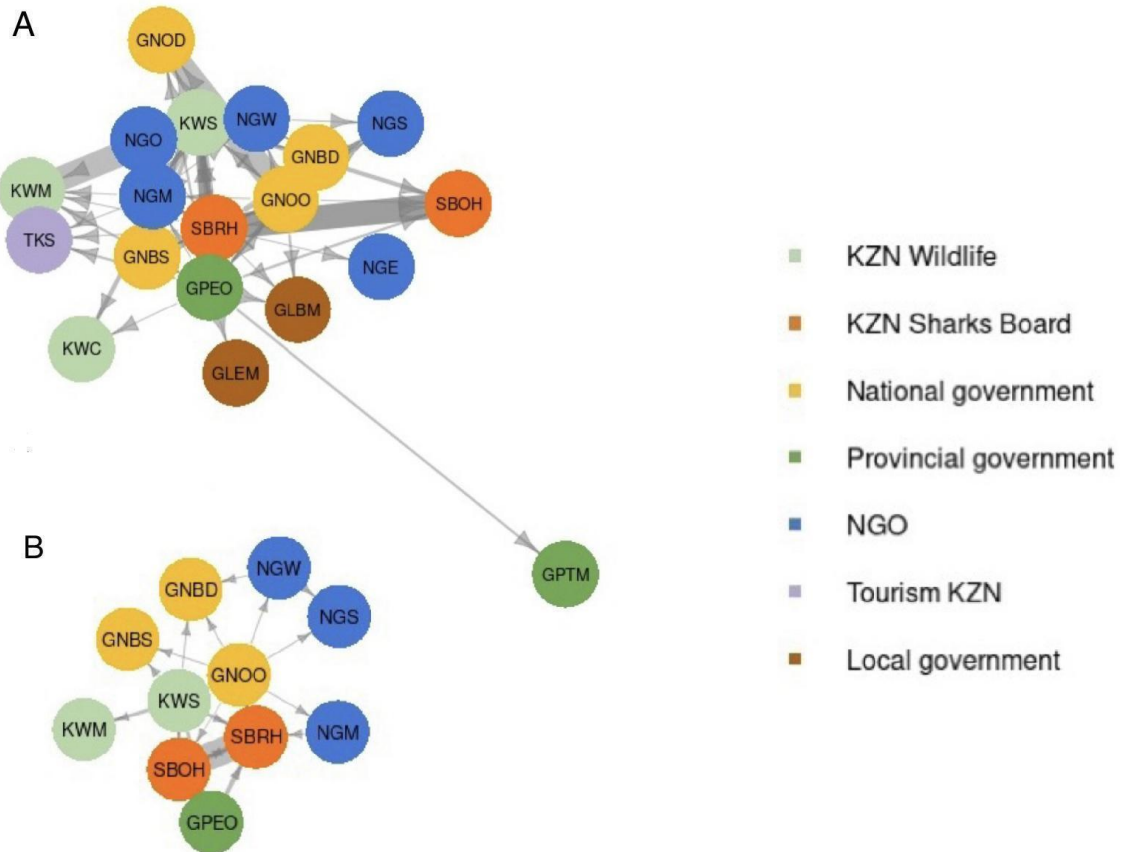 A
GNOD
KWS
NGW
NGS
NGO
GNBD
KWM
NGM
GNOO
SBOH
TKS
SBRH
GNBS
NGE
GPEO
GLBM
KWC
GLEM
GPTM
KZN Wildlife
KZN Sharks Board
National government
Provincial government
NGO
Tourism KZN
Local government
B
NGW
GNBD
NGS
GNBS
GNOO
KWS
KWM
NGM
SBRH
SBOH
GPEO